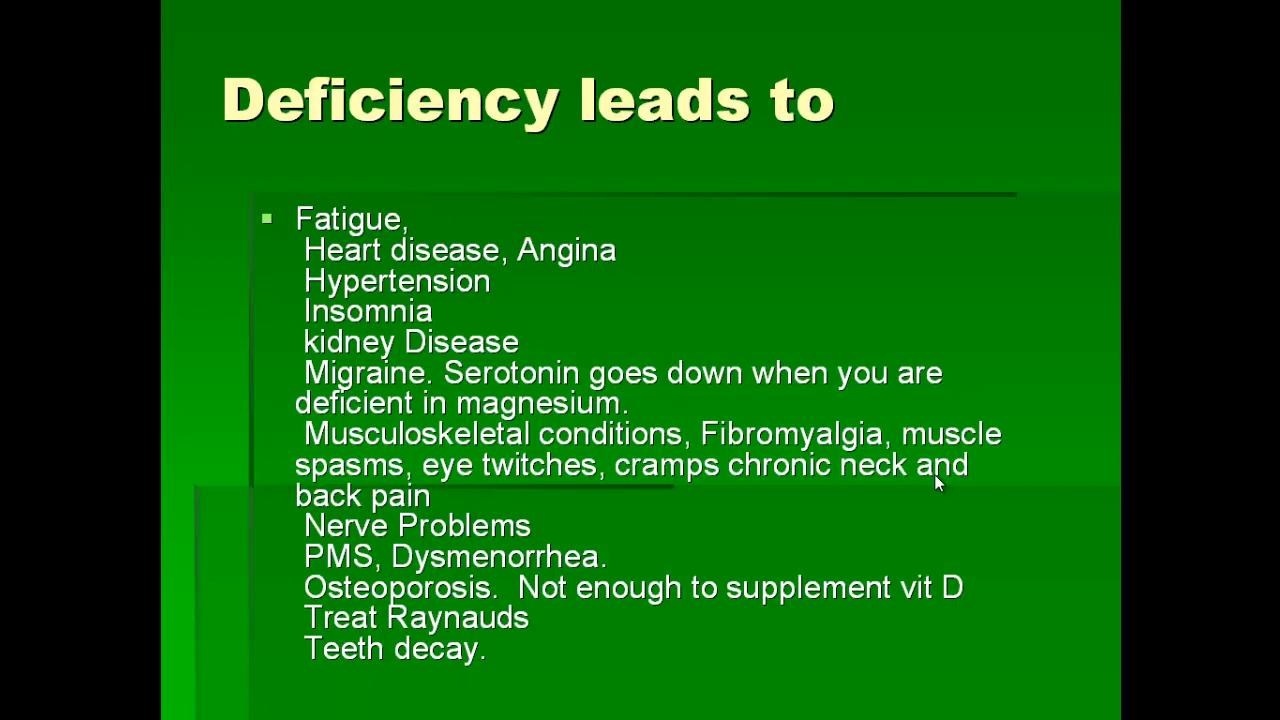 Deficiency leads to
Fatigue,
Heart disease, Angina
Hypertension
Insomnia
kidney Disease
Migraine. Serotonin goes down when you are
deficient in magnesium.
Musculoskeletal conditions, Fibromyalgia, muscle
spasms, eye twitches, cramps chronic neck and
back pain
Nerve Problems
PMS, Dysmenorrhea.
Osteoporosis.  Not enough to supplement vit D
Treat Raynauds
Teeth decay.